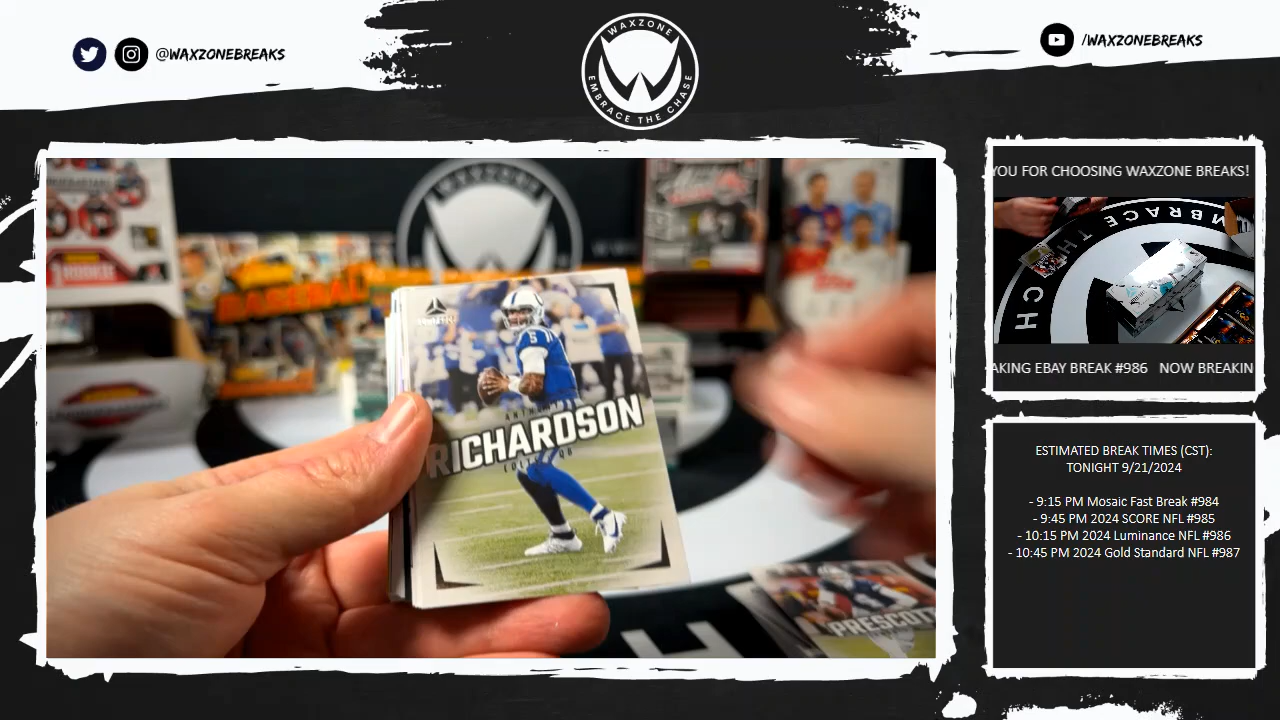 @WAXZONEBREAKS
WAXZONE
EMBRACE THE CHASE
/WAXZONEBREAKS
YOU FOR CHOOSING WAXZONE BREAKS!
AKING EBAY BREAK #986 NOW BREAKIN
ESTIMATED BREAK TIMES (CST):
TONIGHT 9/21/2024
- 9:15 PM Mosaic Fast Break #984
- 9:45 PM 2024 SCORE NFL #985
- 10:15 PM 2024 Luminance NFL #986
- 10:45 PM 2024 Gold Standard NFL #987
WAXZONE
BASEBALL
RICHARDSON
COLTS QB
PRESCOTT